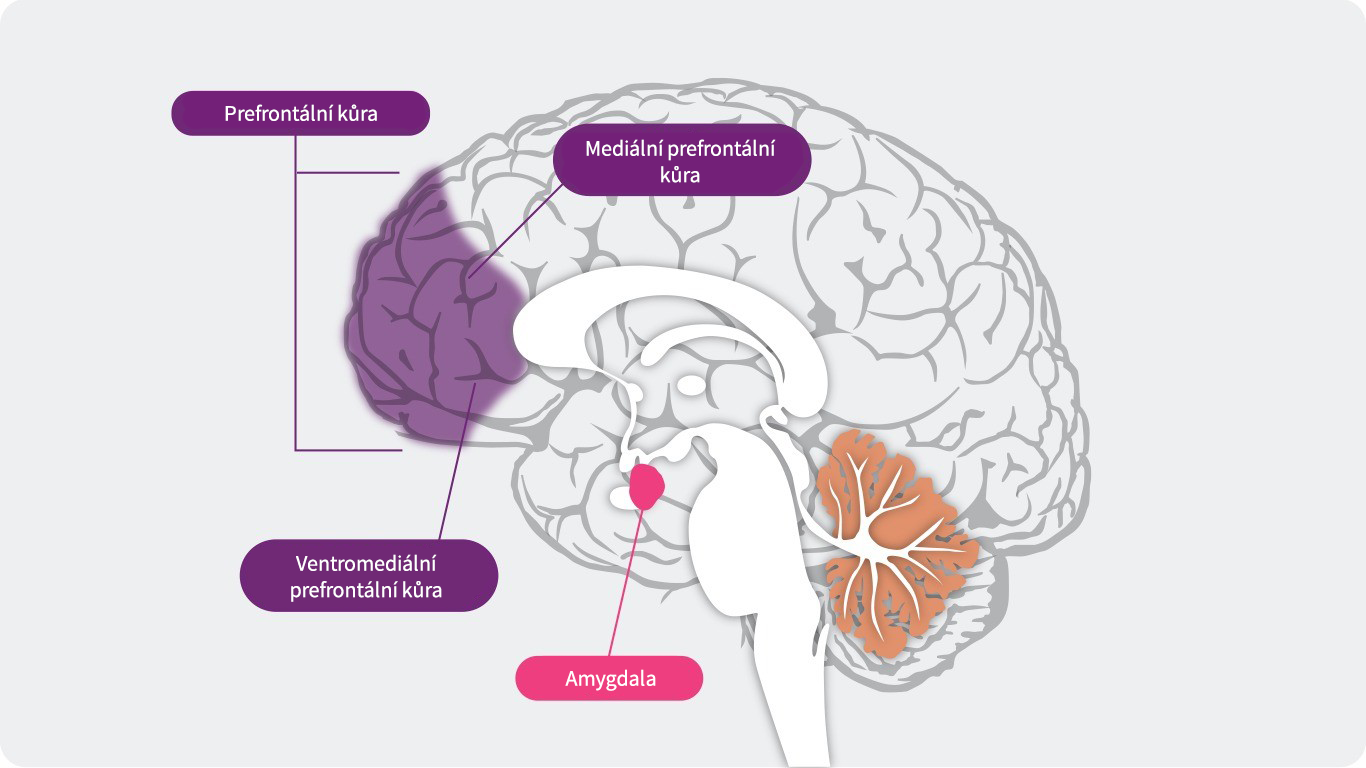 Prefrontální kůra
Mediální prefrontální
kůra
Ventromediální
prefrontální kůra
Amygdala